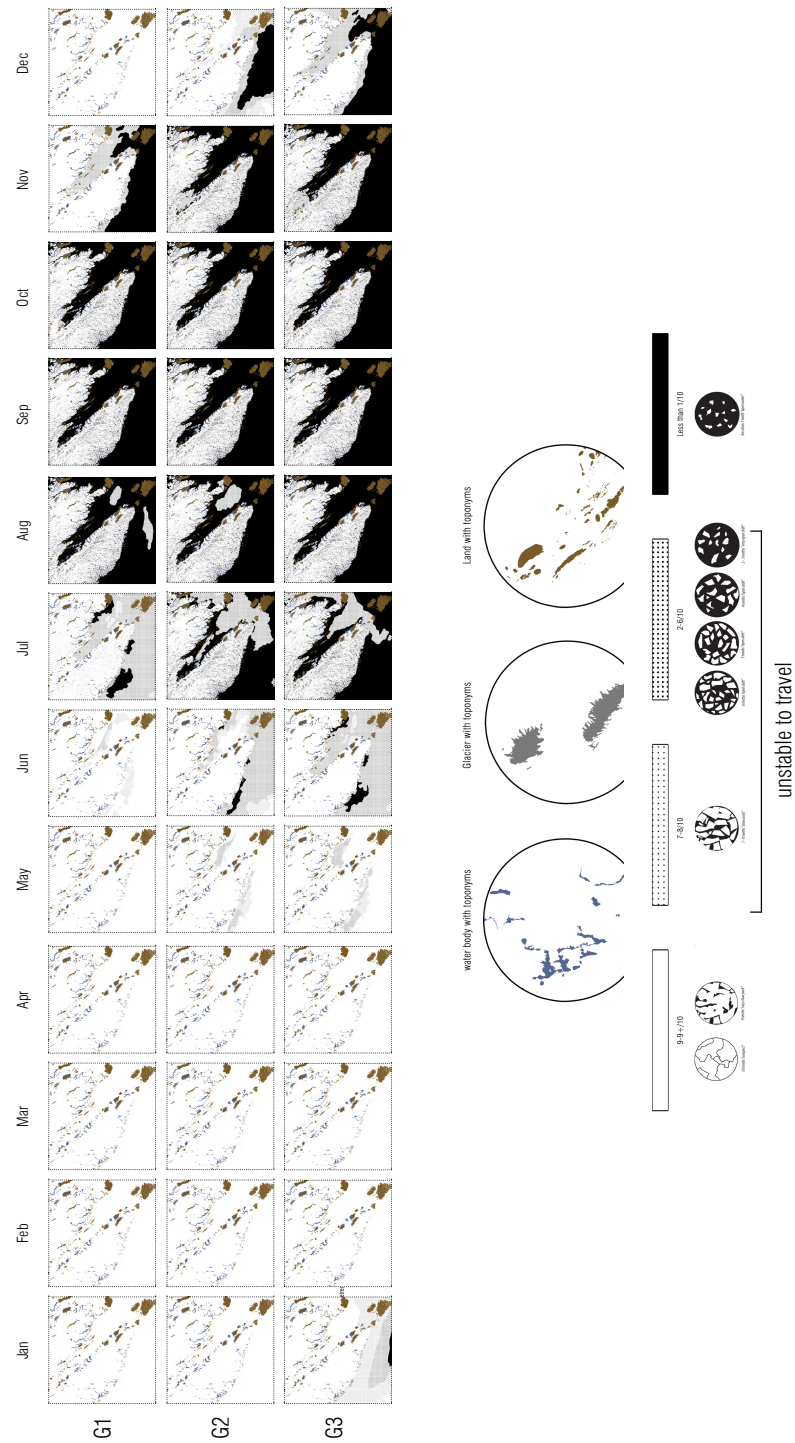 Jan Feb Mar Apr May Jun Jul Aug Sep Oct Nov Dec
G1
G2
G3
water body with toponyms
Glacier with toponyms
Land with toponyms
9-9+/10
7-8/10
2-6/10
Less than 1/10
unstable to travel